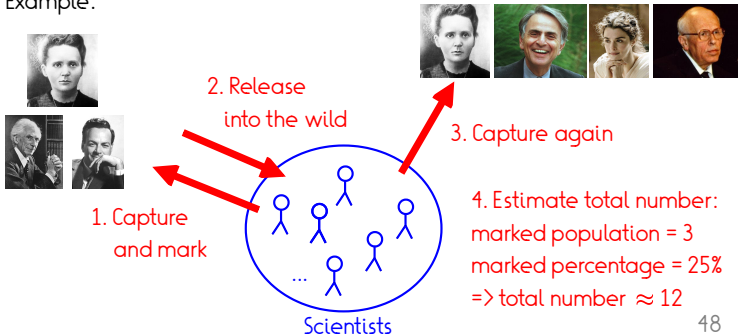 Example:
2. Release
into the wild
3. Capture again
1. Capture
and mark
4. Estimate total number:
marked population = 3
marked percentage = 25%
=> total number ≈ 12
...
Scientists
48